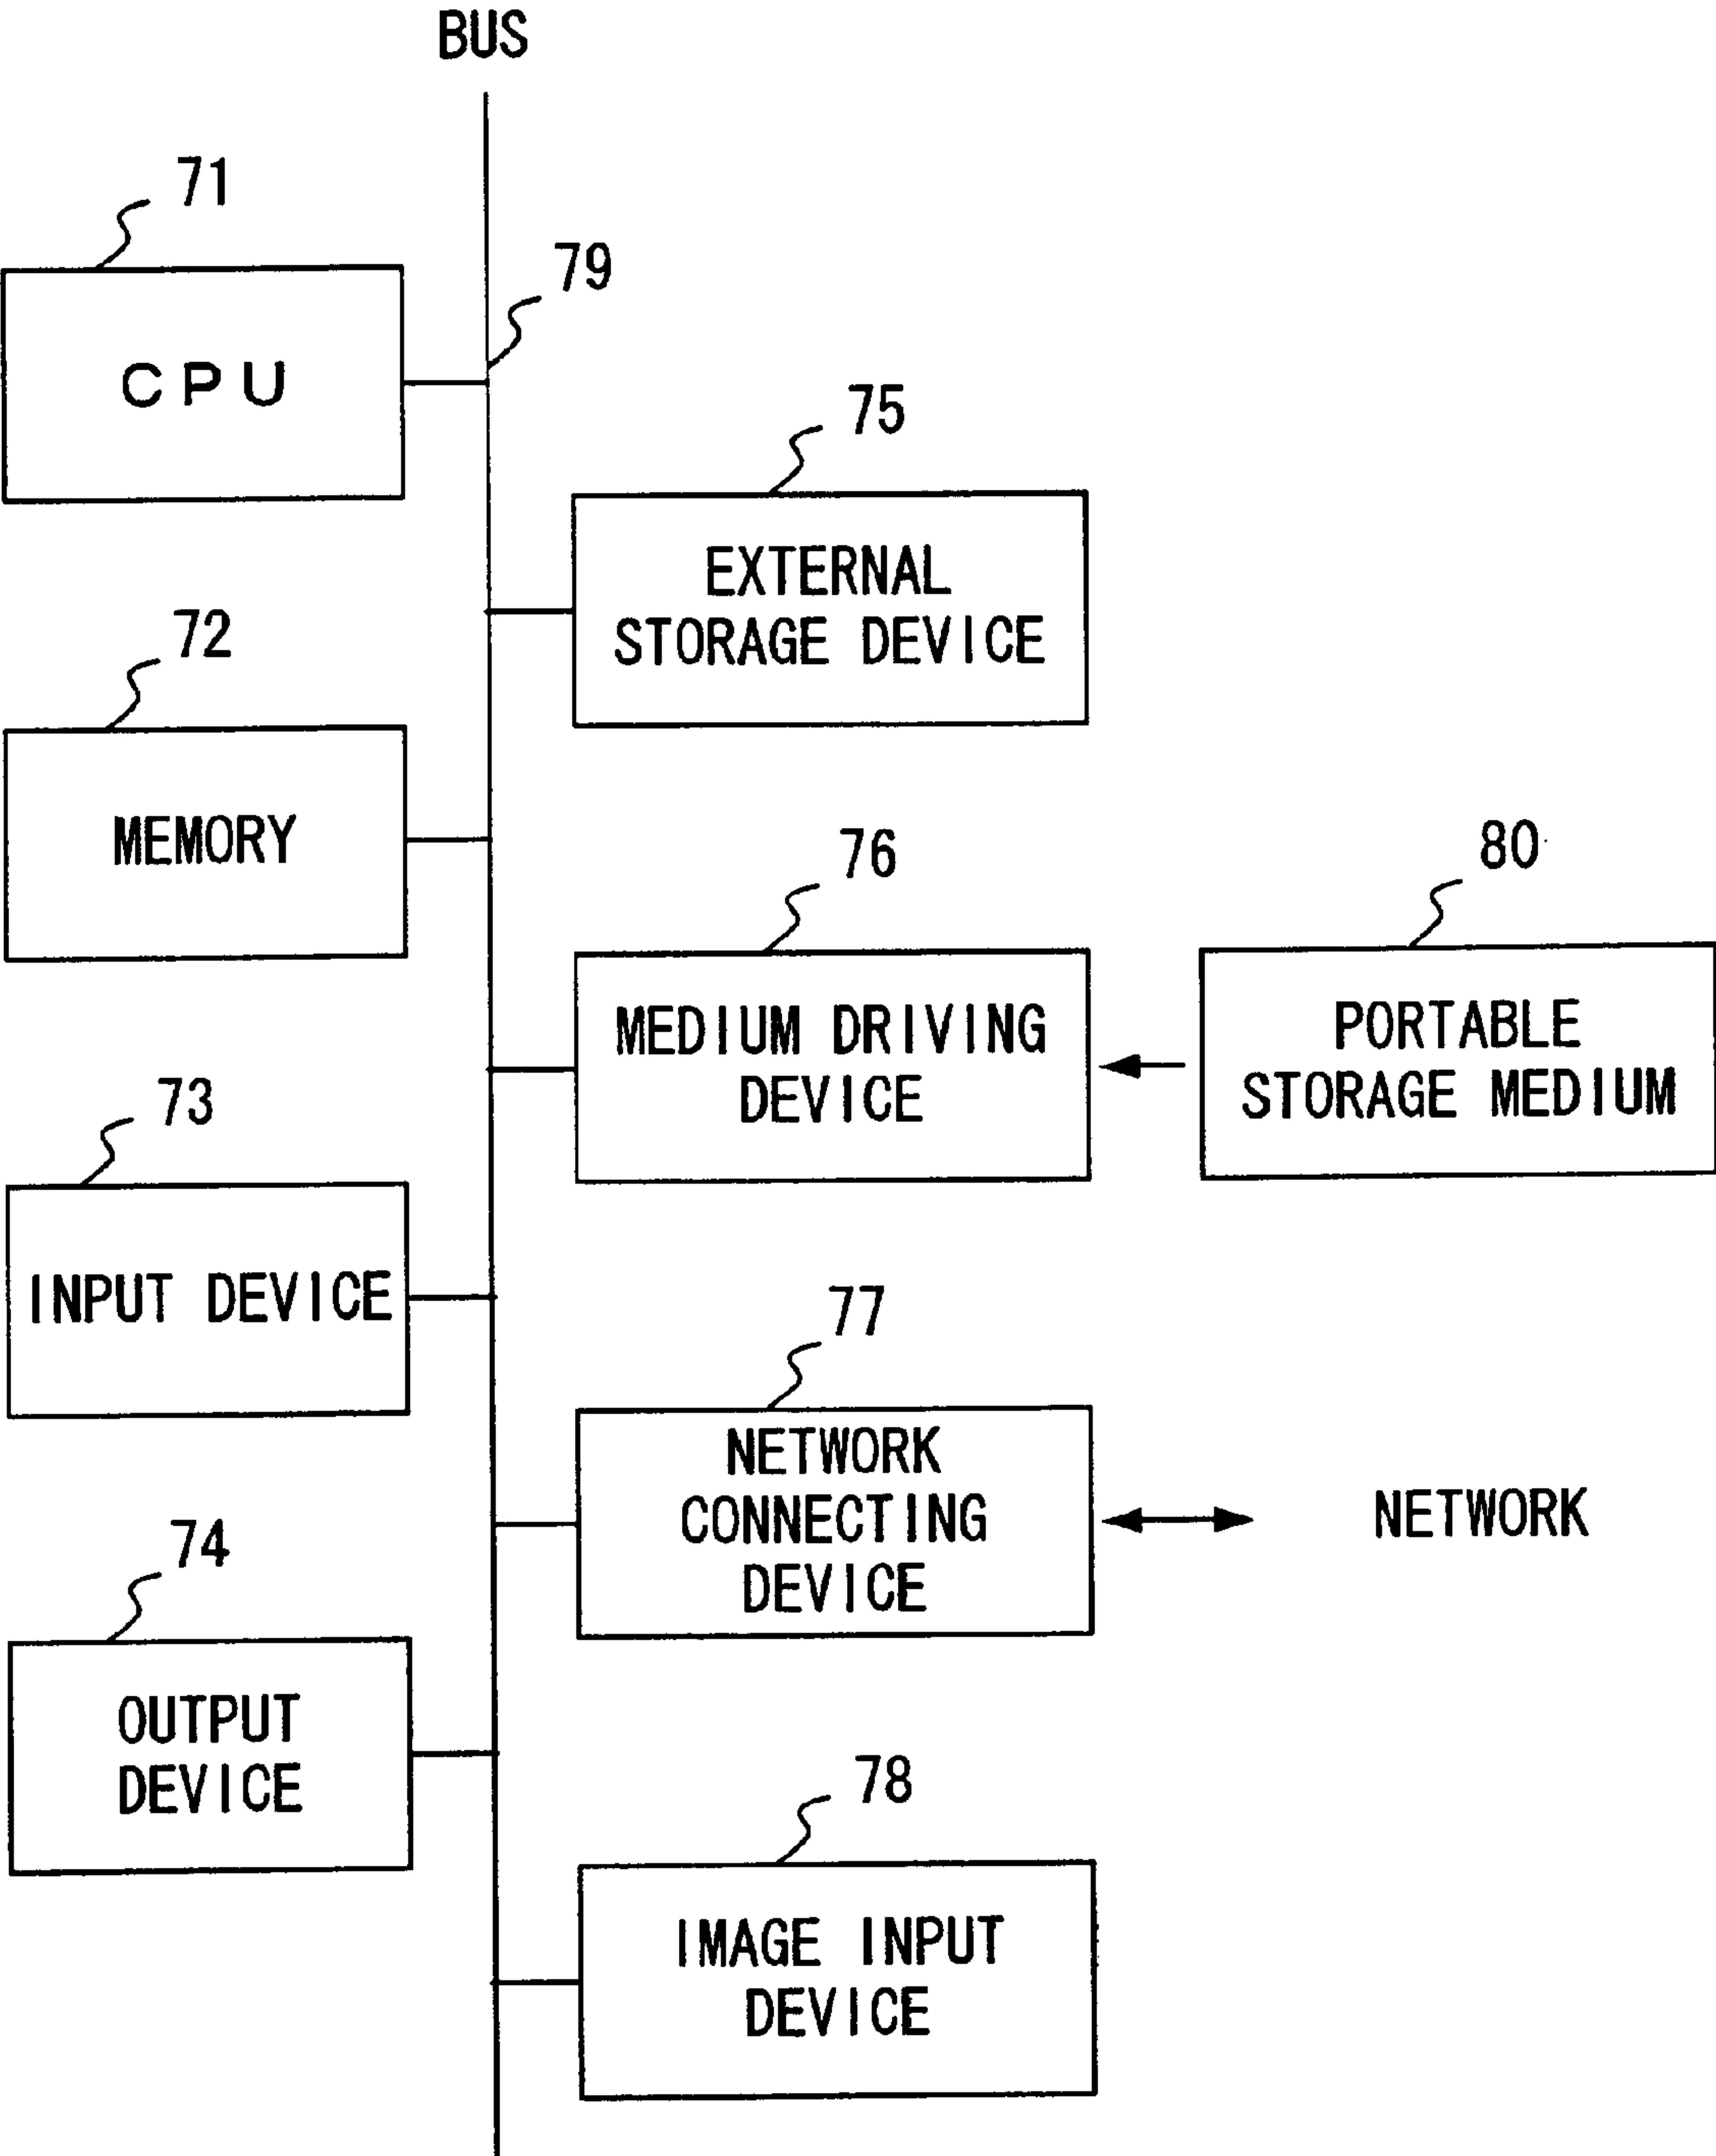 BUS
71
CPU
79
75
EXTERNAL
STORAGE DEVICE
72
MEMORY
76
MEDIUM DRIVING
DEVICE
80
PORTABLE
STORAGE MEDIUM
73
INPUT DEVICE
77
NETWORK
CONNECTING
DEVICE
NETWORK
74
OUTPUT
DEVICE
78
IMAGE INPUT
DEVICE